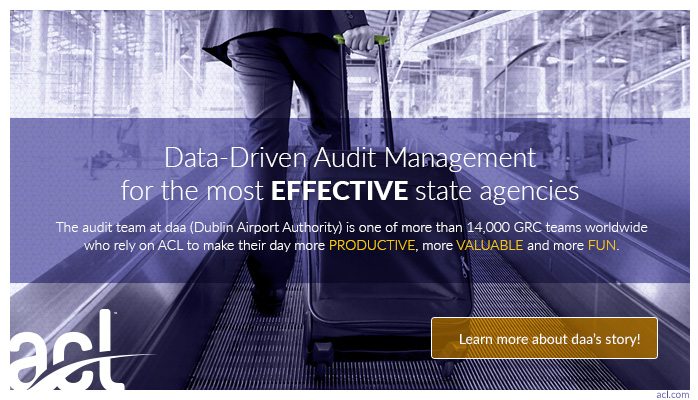 Data-Driven Audit Management
for the most EFFECTIVE state agencies
The audit team at daa (Dublin Airport Authority) is one of more than 14,000 GRC teams worldwide
who rely on ACL to make their day more PRODUCTIVE, more VALUABLE and more FUN.
acl™
Learn more about daa's story!
acl.com